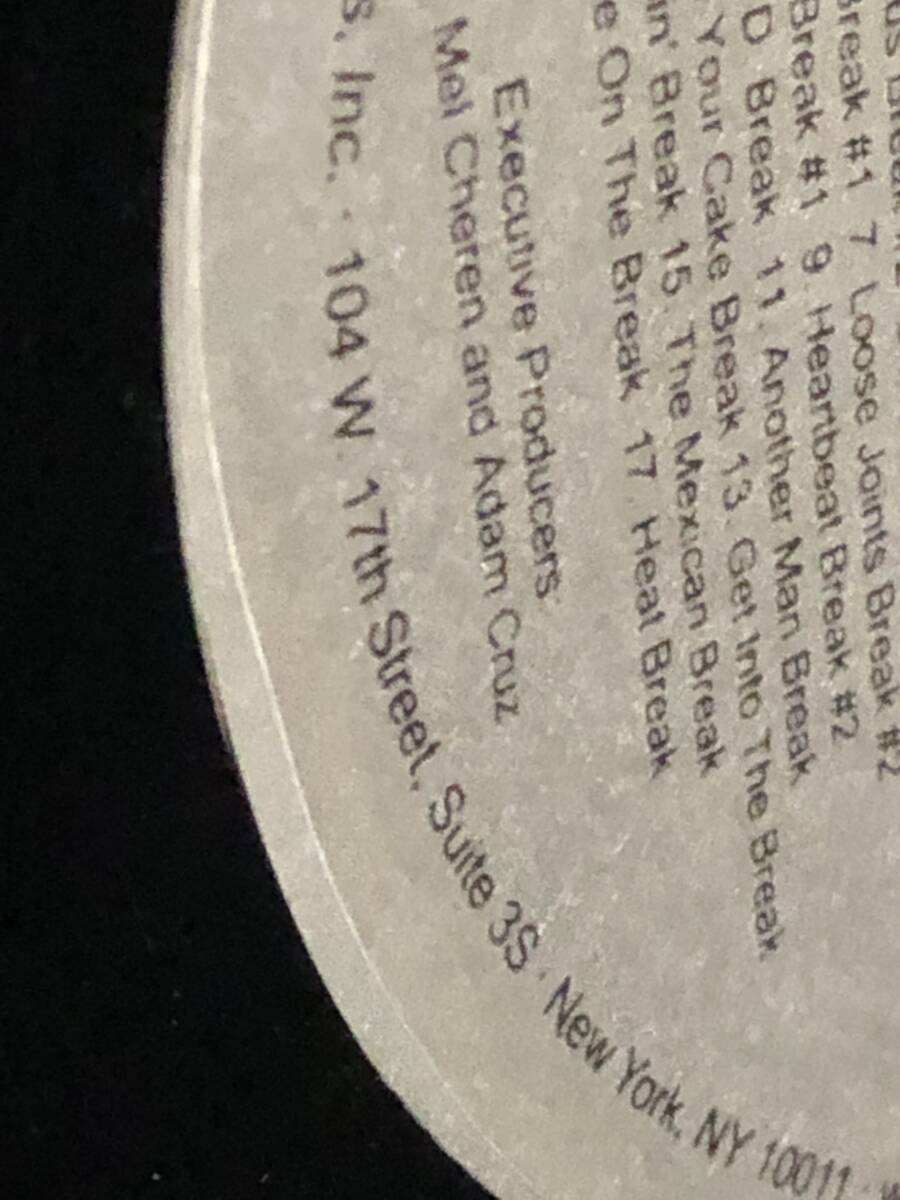 Break #1 7. Loose Joints Break #2
Break #1 9. Heartbeat Break #2
D. Break 11. Another Man Break
Your Cake Break 13. Get Into The Break
in' Break 15. The Mexican Break
e On The Break 17. Heat Break
Executive Producers:
Mel Cheren and Adam Cruz
s, Inc. · 104 W. 17th Street, Suite 3S · New York, NY 10011 ·